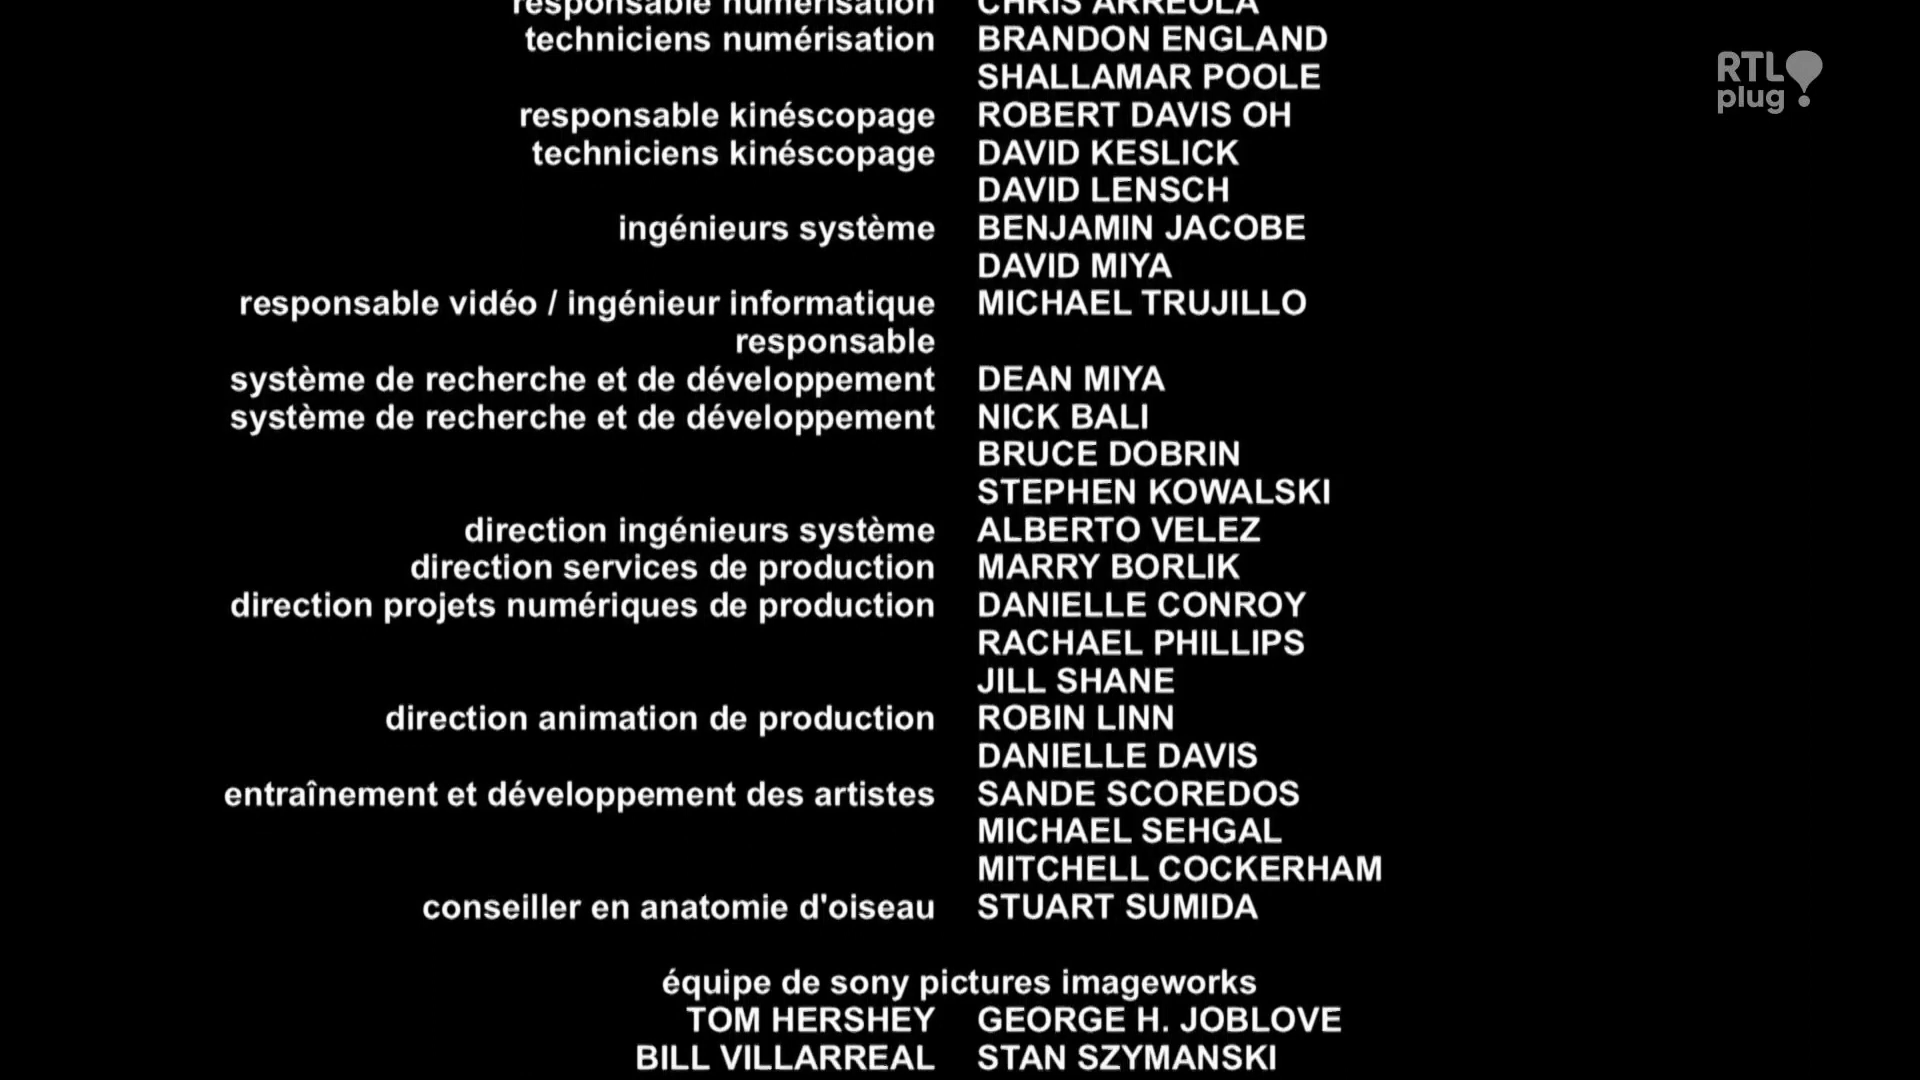 responsable numérisation CHRIS ARREOLA
techniciens numérisation BRANDON ENGLAND
SHALLAMAR POOLE
responsable kinéscopage ROBERT DAVIS OH
techniciens kinéscopage DAVID KESLICK
DAVID LENSCH
ingénieurs système BENJAMIN JACOBE
DAVID MIYA
responsable vidéo / ingénieur informatique MICHAEL TRUJILLO
responsable
système de recherche et de développement DEAN MIYA
système de recherche et de développement NICK BALI
BRUCE DOBRIN
STEPHEN KOWALSKI
direction ingénieurs système ALBERTO VELEZ
direction services de production MARRY BORLIK
direction projets numériques de production DANIELLE CONROY
RACHAEL PHILLIPS
JILL SHANE
direction animation de production ROBIN LINN
DANIELLE DAVIS
entraînement et développement des artistes SANDE SCOREDOS
MICHAEL SEHGAL
MITCHELL COCKERHAM
conseiller en anatomie d'oiseau STUART SUMIDA
équipe de sony pictures imageworks
TOM HERSHEY GEORGE H. JOBLOVE
BILL VILLARREAL STAN SZYMANSKI
RTL
plug